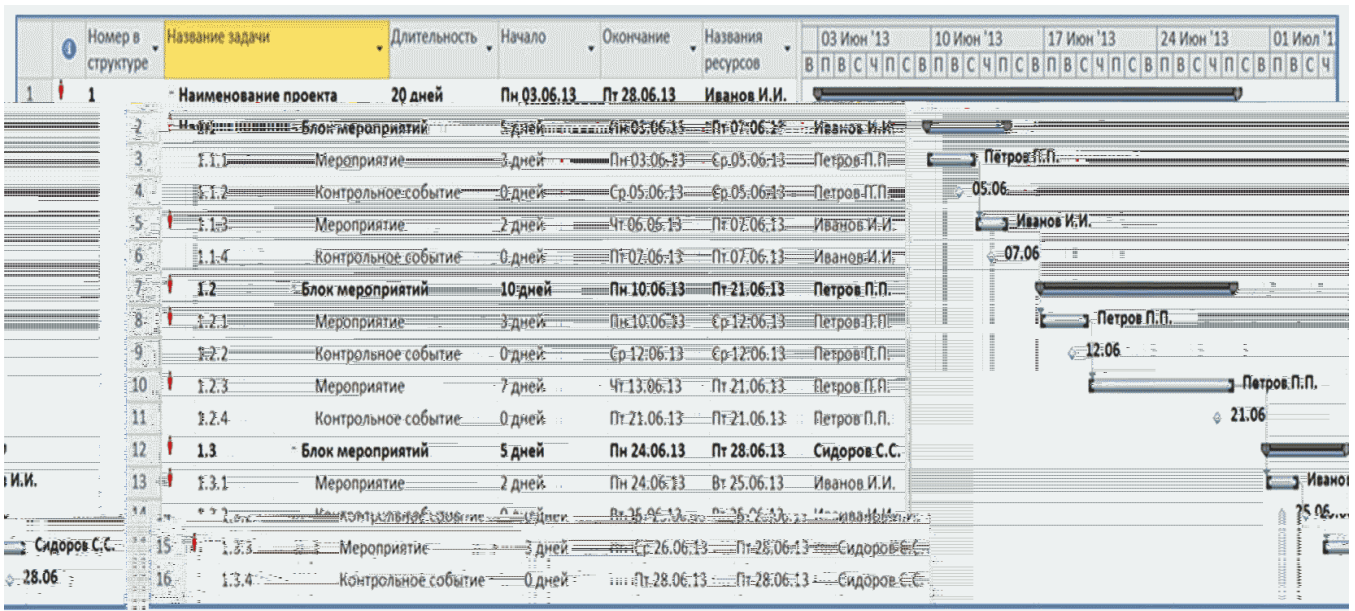 Номер в структуре Название задачи Длительность Начало Окончание Названия ресурсов 03 Июн '13 10 Июн '13 17 Июн '13 24 Июн '13 01 Июл '1
В П В С Ч П С В П В С Ч П С В П В С Ч П С В П В С Ч П С В П В С Ч
1 1 Наименование проекта 20 дней Пн 03.06.13 Пт 28.06.13 Иванов И.И.
2 Блок мероприятий 5 дней Пн 03.06.13 Пт 07.06.13 Иванов И.И.
3 1.1.1 Мероприятие 3 дней Пн 03.06.13 Ср 05.06.13 Петров П.П. Петров П.П.
4 1.1.2 Контрольное событие 0 дней Ср 05.06.13 Ср 05.06.13 Петров П.П. 05.06
5 1.1.3 Мероприятие 2 дней Чт 06.06.13 Пт 07.06.13 Иванов И.И. Иванов И.И.
6 1.1.4 Контрольное событие 0 дней Пт 07.06.13 Пт 07.06.13 Иванов И.И. 07.06
7 1.2 Блок мероприятий 10 дней Пн 10.06.13 Пт 21.06.13 Петров П.П.
8 1.2.1 Мероприятие 3 дней Пн 10.06.13 Ср 12.06.13 Петров П.П. Петров П.П.
9 1.2.2 Контрольное событие 0 дней Ср 12.06.13 Ср 12.06.13 Петров П.П. 12.06
10 1.2.3 Мероприятие 7 дней Чт 13.06.13 Пт 21.06.13 Петров П.П. Петров П.П.
11 1.2.4 Контрольное событие 0 дней Пт 21.06.13 Пт 21.06.13 Петров П.П. 21.06
12 1.3 Блок мероприятий 5 дней Пн 24.06.13 Пт 28.06.13 Сидоров С.С.
И.И. 13 1.3.1 Мероприятие 2 дней Пн 24.06.13 Вт 25.06.13 Иванов И.И. Иванов
14 25.06
Сидоров С.С. 15 1.3.3 Мероприятие 3 дней Ср 26.06.13 Пт 28.06.13 Сидоров С.С.
28.06 16 1.3.4 Контрольное событие 0 дней Пт 28.06.13 Пт 28.06.13 Сидоров С.С.